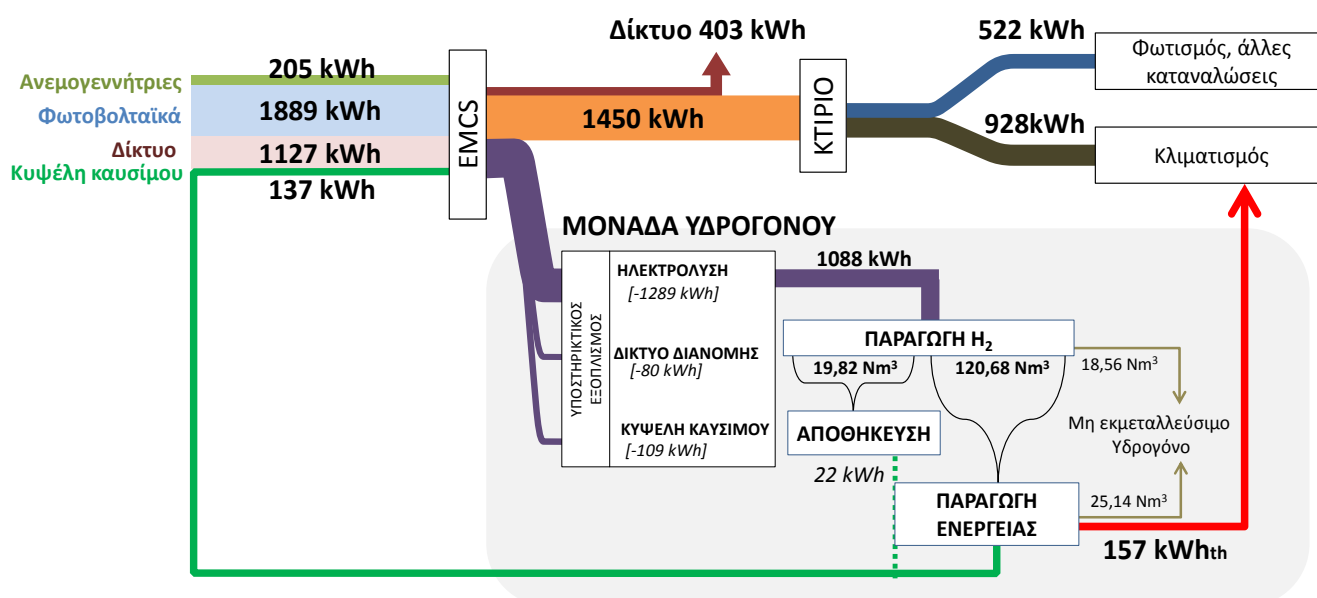 Δίκτυο 403 kWh
522 kWh
Φωτισμός, άλλες
καταναλώσεις
Ανεμογεννήτριες
205 kWh
Φωτοβολταϊκά
1889 kWh
Δίκτυο
1127 kWh
Κυψέλη καυσίμου
137 kWh
EMCS
1450 kWh
ΚΤΙΡΙΟ
928kWh
Κλιματισμός
ΜΟΝΑΔΑ ΥΔΡΟΓΟΝΟΥ
ΥΠΟΣΤΗΡΙΚΤΙΚΟΣ
ΕΞΟΠΛΙΣΜΟΣ
ΗΛΕΚΤΡΟΛΥΣΗ
[-1289 kWh]
ΔΙΚΤΥΟ ΔΙΑΝΟΜΗΣ
[-80 kWh]
ΚΥΨΕΛΗ ΚΑΥΣΙΜΟΥ
[-109 kWh]
1088 kWh
ΠΑΡΑΓΩΓΗ H2
19,82 Nm³
120,68 Nm³
18,56 Nm³
ΑΠΟΘΗΚΕΥΣΗ
Μη εκμεταλλεύσιμο
Υδρογόνο
22 kWh
ΠΑΡΑΓΩΓΗ
ΕΝΕΡΓΕΙΑΣ
25,14 Nm³
157 kWhth